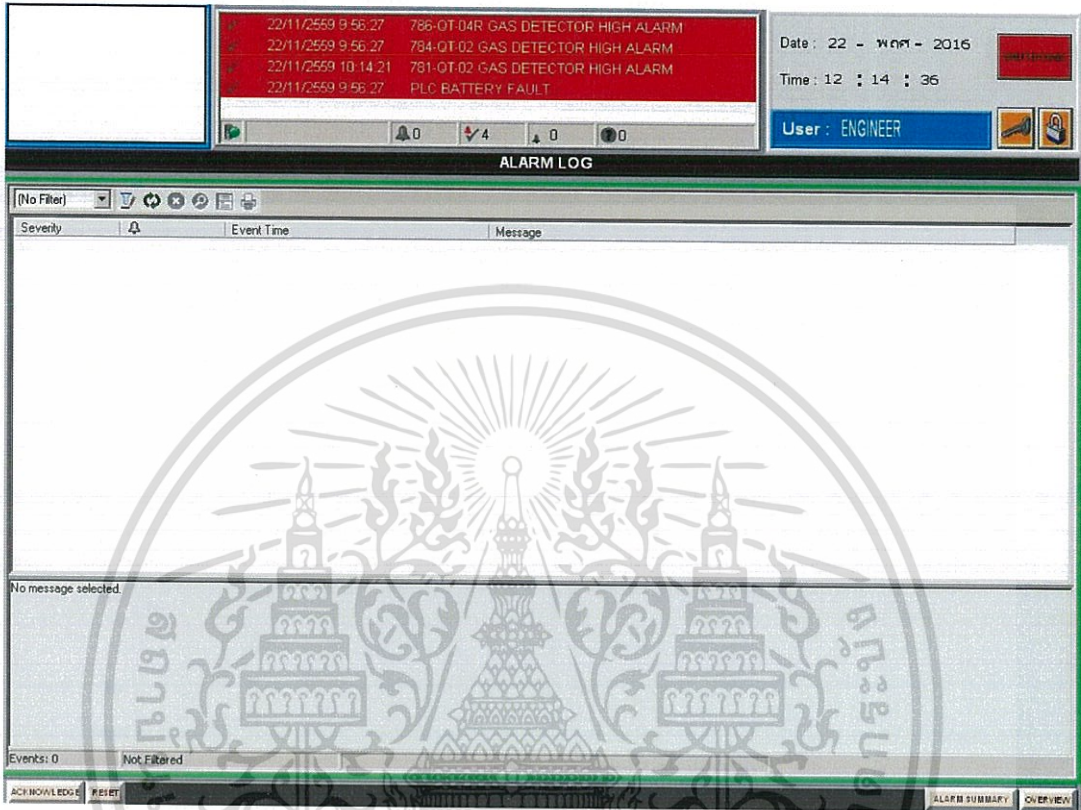 22/11/2559 9:56:27 786-QT-04R GAS DETECTOR HIGH ALARM
22/11/2559 9:56:27 784-QT-02 GAS DETECTOR HIGH ALARM
22/11/2559 10:14:21 781-QT-02 GAS DETECTOR HIGH ALARM
22/11/2559 9:56:27 PLC BATTERY FAULT
0 4 0 0
Date : 22 - พฤศ - 2016
Time : 12 : 14 : 36
User : ENGINEER
ALARM LOG
(No Filter)
Severity Event Time Message
No message selected.
Events: 0 Not Filtered
ACKNOWLEDGE RESET ALARM SUMMARY OVERVIEW